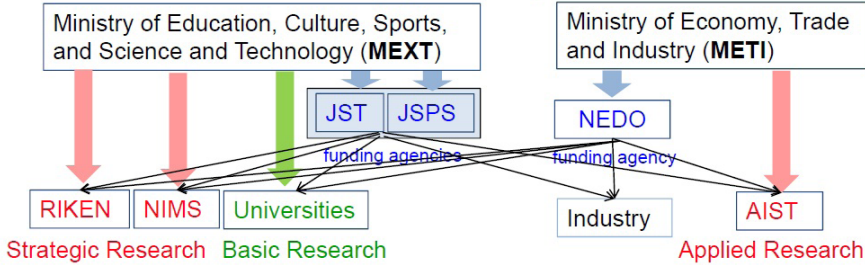 Ministry of Education, Culture, Sports,
and Science and Technology (MEXT)
Ministry of Economy, Trade
and Industry (METI)
JST
JSPS
NEDO
funding agencies
funding agency
RIKEN
NIMS
Universities
Industry
AIST
Strategic Research
Basic Research
Applied Research